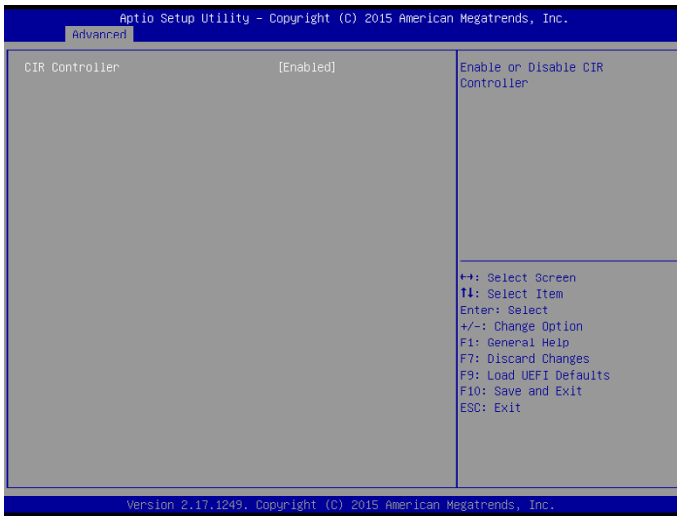 Aptio Setup Utility – Copyright (C) 2015 American Megatrends, Inc.
Advanced
CIR Controller [Enabled]
Enable or Disable CIR
Controller
↔: Select Screen
↑↓: Select Item
Enter: Select
+/-: Change Option
F1: General Help
F7: Discard Changes
F9: Load UEFI Defaults
F10: Save and Exit
ESC: Exit
Version 2.17.1249. Copyright (C) 2015 American Megatrends, Inc.